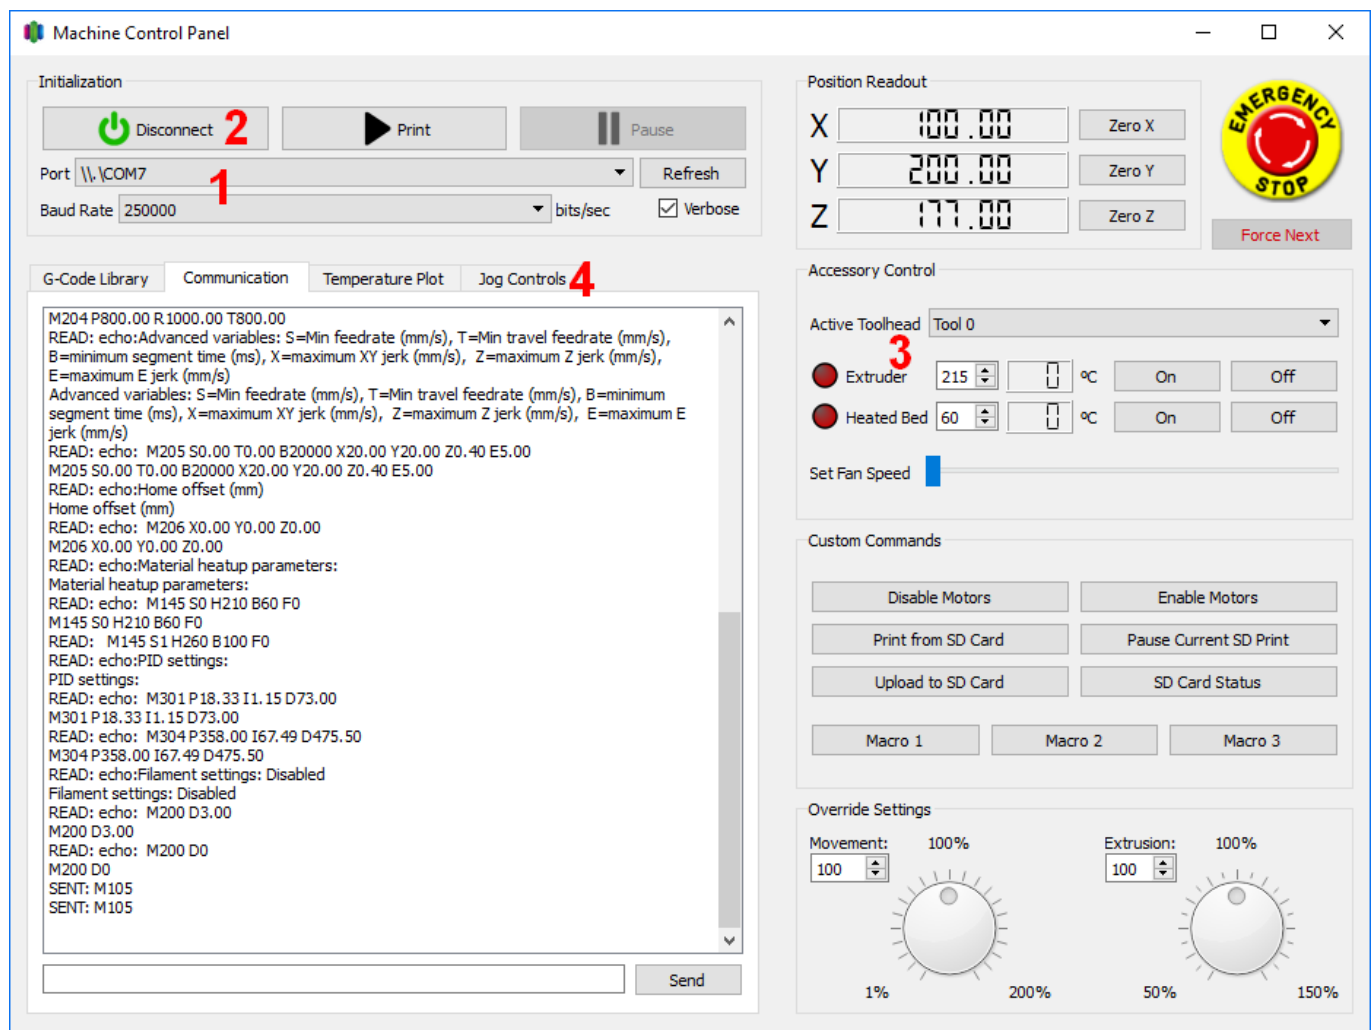 Machine Control Panel
Initialization
Disconnect 2
Print
Pause
Port \\.\COM7
1
Refresh
Baud Rate 250000 bits/sec
Verbose
G-Code Library
Communication
Temperature Plot
Jog Controls 4
M204 P800.00 R1000.00 T800.00
READ: echo:Advanced variables: S=Min feedrate (mm/s), T=Min travel feedrate (mm/s),
B=minimum segment time (ms), X=maximum XY jerk (mm/s),  Z=maximum Z jerk (mm/s),
E=maximum E jerk (mm/s)
Advanced variables: S=Min feedrate (mm/s), T=Min travel feedrate (mm/s), B=minimum
segment time (ms), X=maximum XY jerk (mm/s),  Z=maximum Z jerk (mm/s),  E=maximum E
jerk (mm/s)
READ: echo:  M205 S0.00 T0.00 B20000 X20.00 Y20.00 Z0.40 E5.00
M205 S0.00 T0.00 B20000 X20.00 Y20.00 Z0.40 E5.00
READ: echo:Home offset (mm)
Home offset (mm)
READ: echo:  M206 X0.00 Y0.00 Z0.00
M206 X0.00 Y0.00 Z0.00
READ: echo:Material heatup parameters:
Material heatup parameters:
READ: echo:  M145 S0 H210 B60 F0
M145 S0 H210 B60 F0
READ:   M145 S1 H260 B100 F0
READ: echo:PID settings:
PID settings:
READ: echo:  M301 P18.33 I1.15 D73.00
M301 P18.33 I1.15 D73.00
READ: echo:  M304 P358.00 I67.49 D475.50
M304 P358.00 I67.49 D475.50
READ: echo:Filament settings: Disabled
Filament settings: Disabled
READ: echo:  M200 D3.00
M200 D3.00
READ: echo:  M200 D0
M200 D0
SENT: M105
SENT: M105
Send
Position Readout
X 100.00 Zero X
Y 200.00 Zero Y
Z 177.00 Zero Z
EMERGENCY
STOP
Force Next
Accessory Control
Active Toolhead Tool 0
3
Extruder 215 0 ºC On Off
Heated Bed 60 0 ºC On Off
Set Fan Speed
Custom Commands
Disable Motors
Enable Motors
Print from SD Card
Pause Current SD Print
Upload to SD Card
SD Card Status
Macro 1
Macro 2
Macro 3
Override Settings
Movement: 100%
100
1% 200%
Extrusion: 100%
100
50% 150%